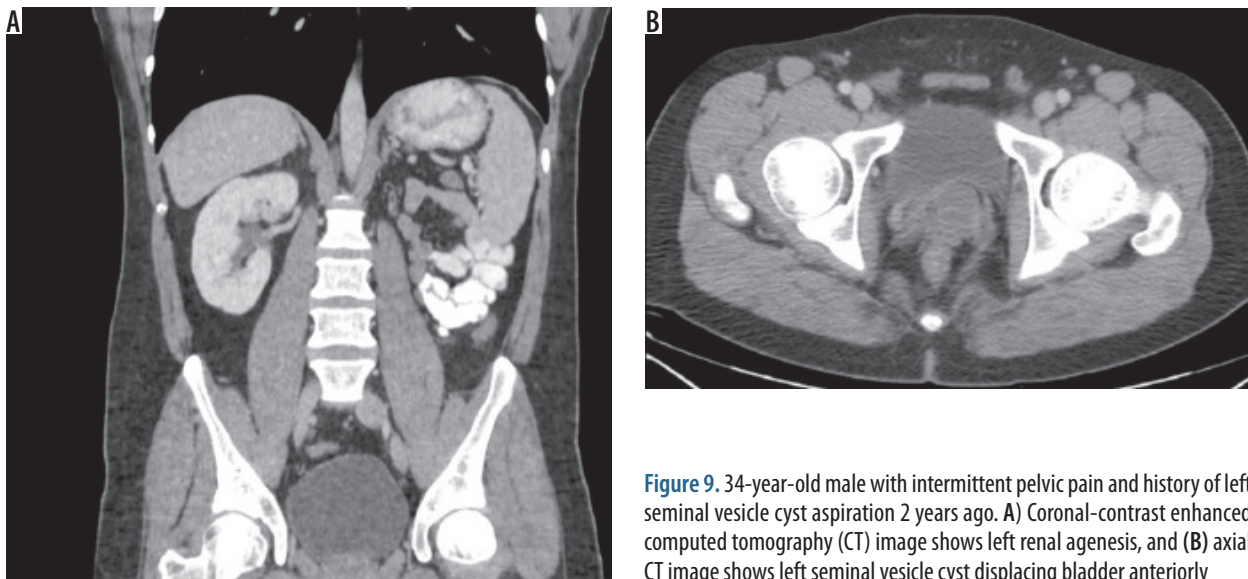 A
B
Figure 9. 34-year-old male with intermittent pelvic pain and history of left
seminal vesicle cyst aspiration 2 years ago. A) Coronal-contrast enhanced
computed tomography (CT) image shows left renal agenesis, and (B) axial
CT image shows left seminal vesicle cyst displacing bladder anteriorly